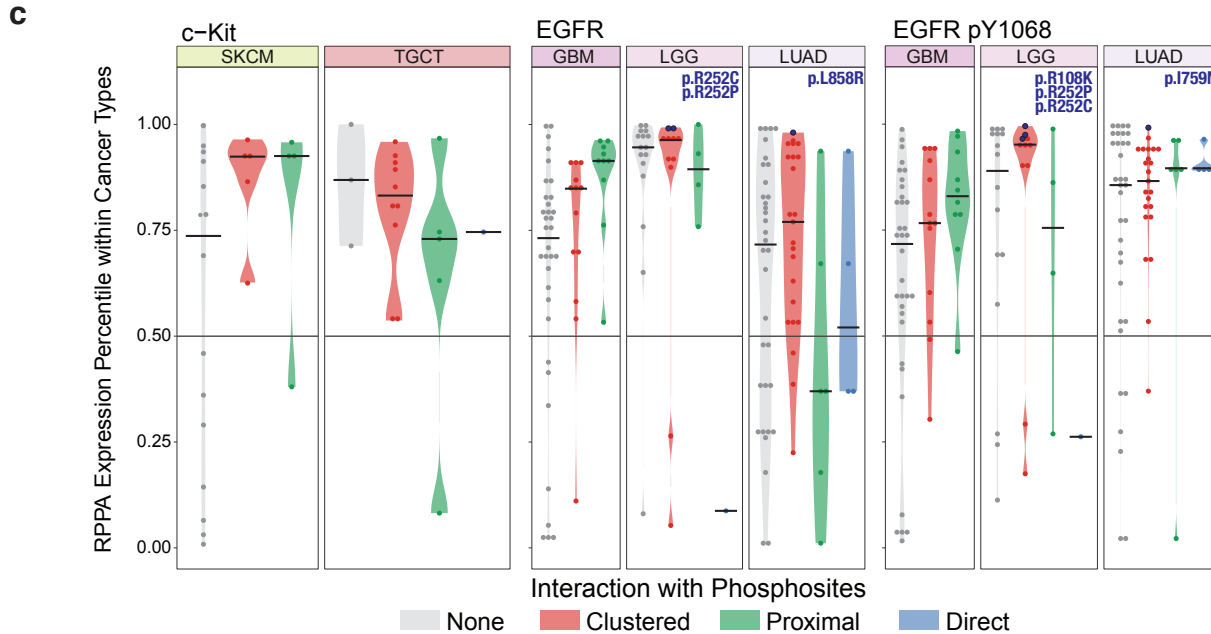 c
c-Kit
EGFR
EGFR pY1068
SKCM
TGCT
GBM
LGG
LUAD
GBM
LGG
LUAD
p.R252C
p.R252P
p.L858R
p.R108K
p.R252P
p.R252C
p.I759M
1.00
0.75
0.50
0.25
0.00
RPPA Expression Percentile within Cancer Types
Interaction with Phosphosites
None
Clustered
Proximal
Direct